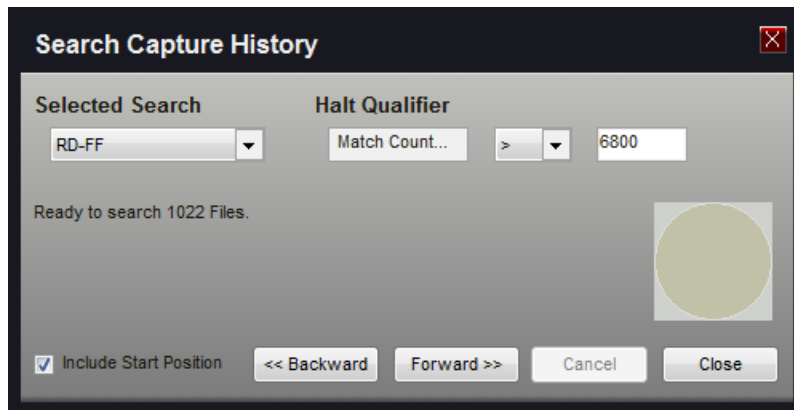 Search Capture History
Selected Search Halt Qualifier
RD-FF Match Count... > 6800
Ready to search 1022 Files.
Include Start Position << Backward Forward >> Cancel Close